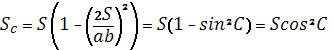 S_c = S(1 − (2S/ab)²) = S(1 − sin²C) = Scos²C